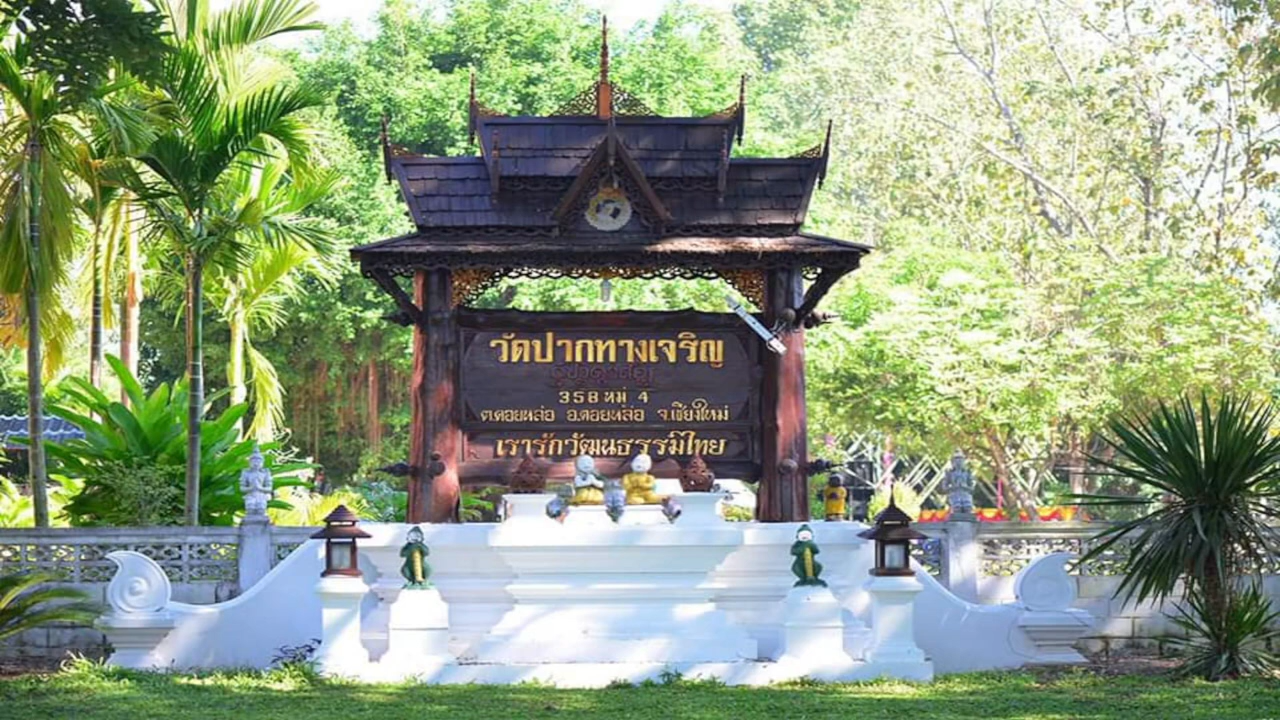 วัดปากทางเจริญ
358 หมู่ 4
ต.ดอยหล่อ อ.ดอยหล่อ จ.เชียงใหม่
เรารักวัฒนธรรมไทย